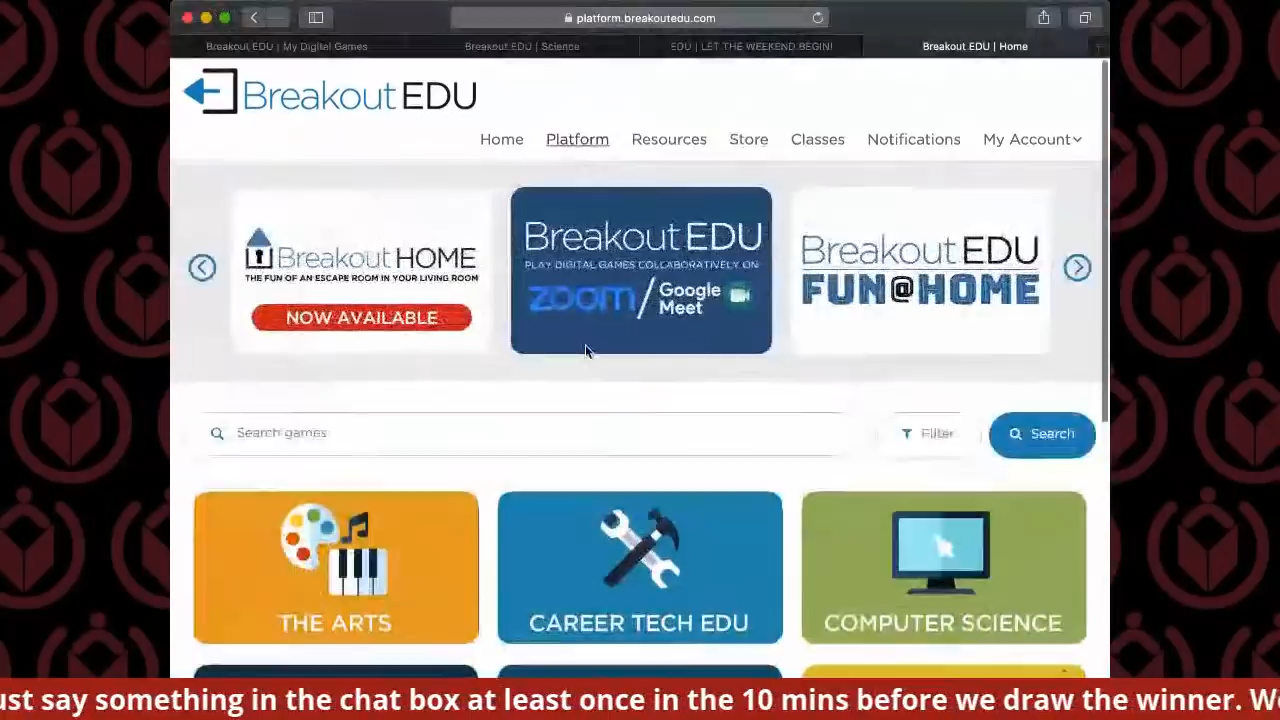 platform.breakoutedu.com
Breakout EDU | My Digital Games
Breakout EDU | Science
EDU | LET THE WEEKEND BEGIN!
Breakout EDU | Home
Breakout EDU
Home
Platform
Resources
Store
Classes
Notifications
My Account
Breakout HOME
THE FUN OF AN ESCAPE ROOM IN YOUR LIVING ROOM
NOW AVAILABLE
Breakout EDU
PLAY DIGITAL GAMES COLLABORATIVELY ON
zoom / Google Meet
Breakout EDU
FUN@HOME
Search games
Filter
Search
THE ARTS
CAREER TECH EDU
COMPUTER SCIENCE
ust say something in the chat box at least once in the 10 mins before we draw the winner. We